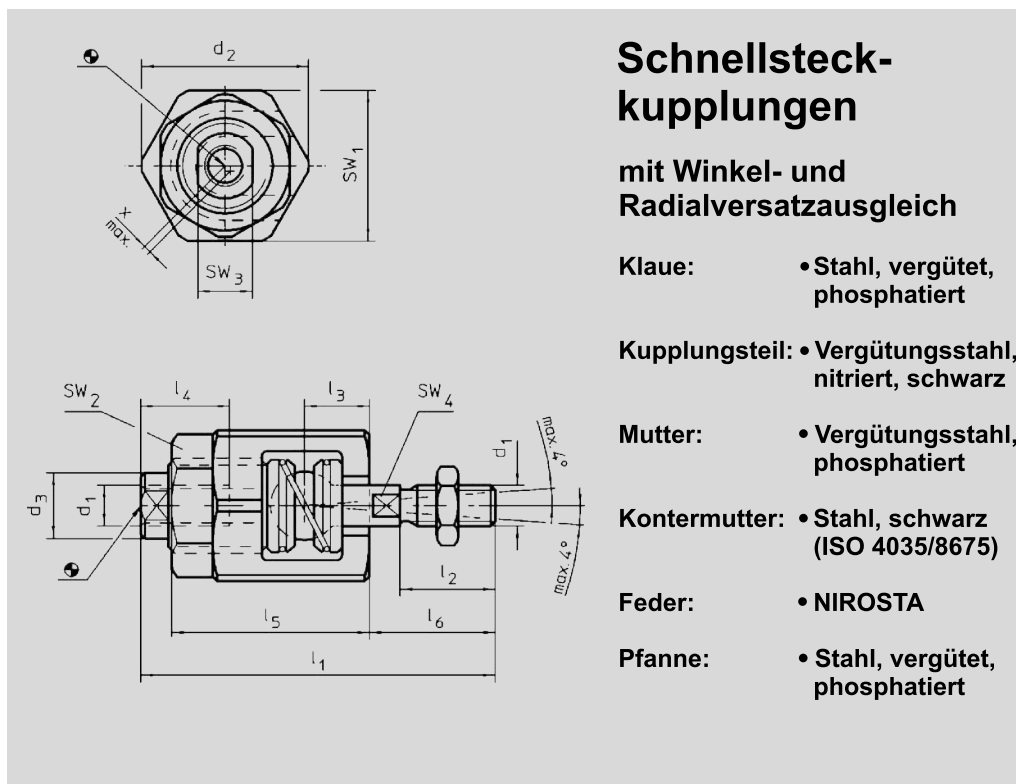 d2
SW1
x
max.
SW3
Schnellsteck-
kupplungen
mit Winkel- und
Radialversatzausgleich
Klaue: • Stahl, vergütet,
phosphatiert
Kupplungsteil: • Vergütungsstahl,
nitriert, schwarz
Mutter: • Vergütungsstahl,
phosphatiert
Kontermutter: • Stahl, schwarz
(ISO 4035/8675)
Feder: • NIROSTA
Pfanne: • Stahl, vergütet,
phosphatiert
SW2
l4
l3
SW4
d1
max. 4°
d3
d1
max. 4°
l2
l5
l6
l1